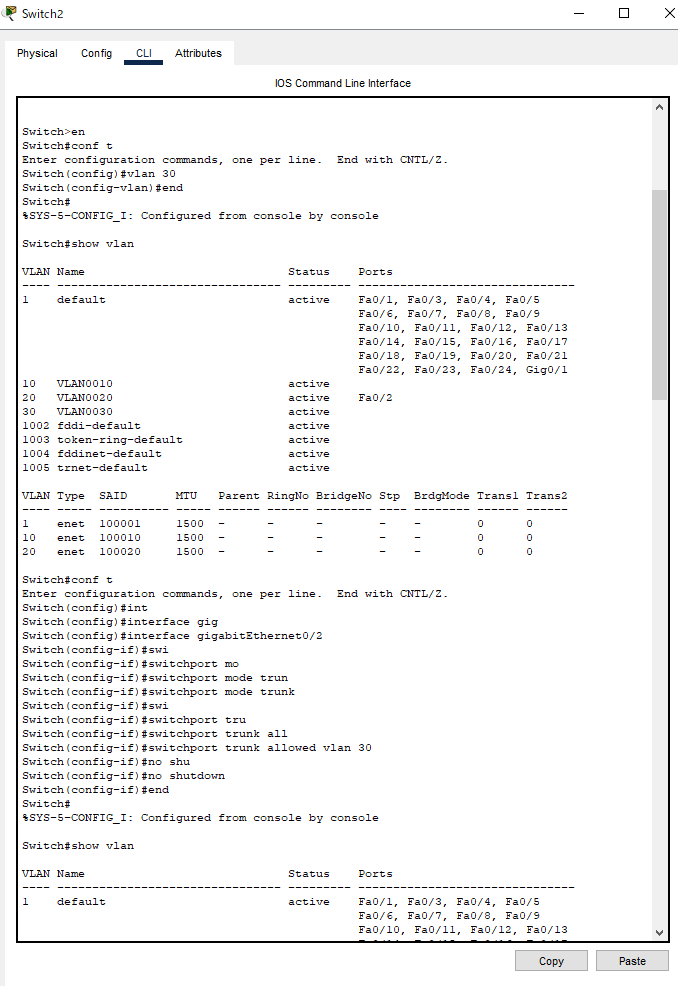 Switch2
Physical Config CLI Attributes
IOS Command Line Interface
Switch>en
Switch#conf t
Enter configuration commands, one per line.  End with CNTL/Z.
Switch(config)#vlan 30
Switch(config-vlan)#end
Switch#
%SYS-5-CONFIG_I: Configured from console by console
Switch#show vlan
VLAN Name                             Status    Ports
---- -------------------------------- --------- -------------------------------
1    default                          active    Fa0/1, Fa0/3, Fa0/4, Fa0/5
                                                Fa0/6, Fa0/7, Fa0/8, Fa0/9
                                                Fa0/10, Fa0/11, Fa0/12, Fa0/13
                                                Fa0/14, Fa0/15, Fa0/16, Fa0/17
                                                Fa0/18, Fa0/19, Fa0/20, Fa0/21
                                                Fa0/22, Fa0/23, Fa0/24, Gig0/1
10   VLAN0010                         active
20   VLAN0020                         active    Fa0/2
30   VLAN0030                         active
1002 fddi-default                     active
1003 token-ring-default               active
1004 fddinet-default                  active
1005 trnet-default                    active
VLAN Type  SAID       MTU   Parent RingNo BridgeNo Stp  BrdgMode Trans1 Trans2
---- ----- ---------- ----- ------ ------ -------- ---- -------- ------ ------
1    enet  100001     1500  -      -      -        -    -        0      0
10   enet  100010     1500  -      -      -        -    -        0      0
20   enet  100020     1500  -      -      -        -    -        0      0
Switch#conf t
Enter configuration commands, one per line.  End with CNTL/Z.
Switch(config)#int
Switch(config)#interface gig
Switch(config)#interface gigabitEthernet0/2
Switch(config-if)#swi
Switch(config-if)#switchport mo
Switch(config-if)#switchport mode trun
Switch(config-if)#switchport mode trunk
Switch(config-if)#swi
Switch(config-if)#switchport tru
Switch(config-if)#switchport trunk all
Switch(config-if)#switchport trunk allowed vlan 30
Switch(config-if)#no shu
Switch(config-if)#no shutdown
Switch(config-if)#end
Switch#
%SYS-5-CONFIG_I: Configured from console by console
Switch#show vlan
VLAN Name                             Status    Ports
---- -------------------------------- --------- -------------------------------
1    default                          active    Fa0/1, Fa0/3, Fa0/4, Fa0/5
                                                Fa0/6, Fa0/7, Fa0/8, Fa0/9
                                                Fa0/10, Fa0/11, Fa0/12, Fa0/13
Copy Paste